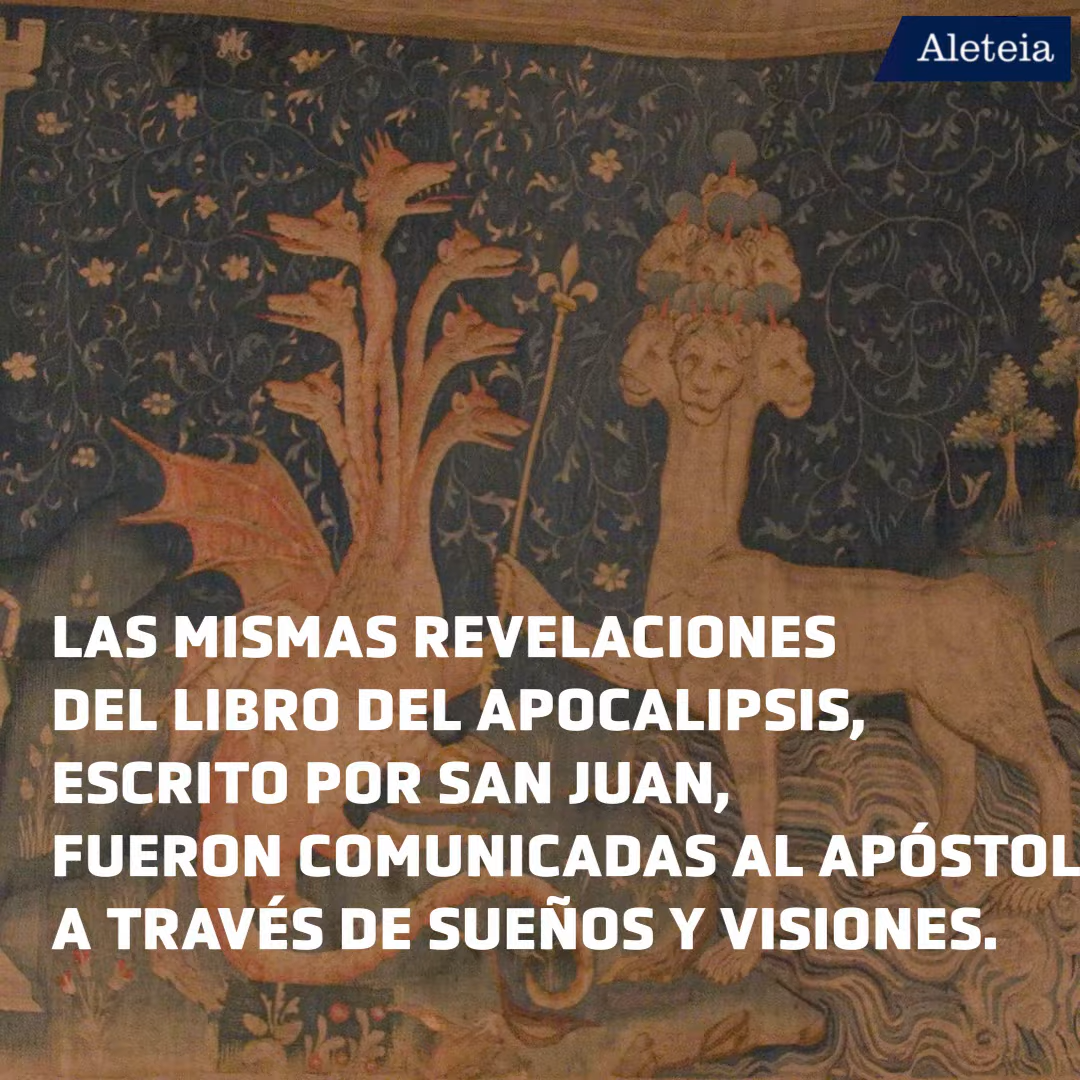 Aleteia
LAS MISMAS REVELACIONES
DEL LIBRO DEL APOCALIPSIS,
ESCRITO POR SAN JUAN,
FUERON COMUNICADAS AL APÓSTOL
A TRAVÉS DE SUEÑOS Y VISIONES.